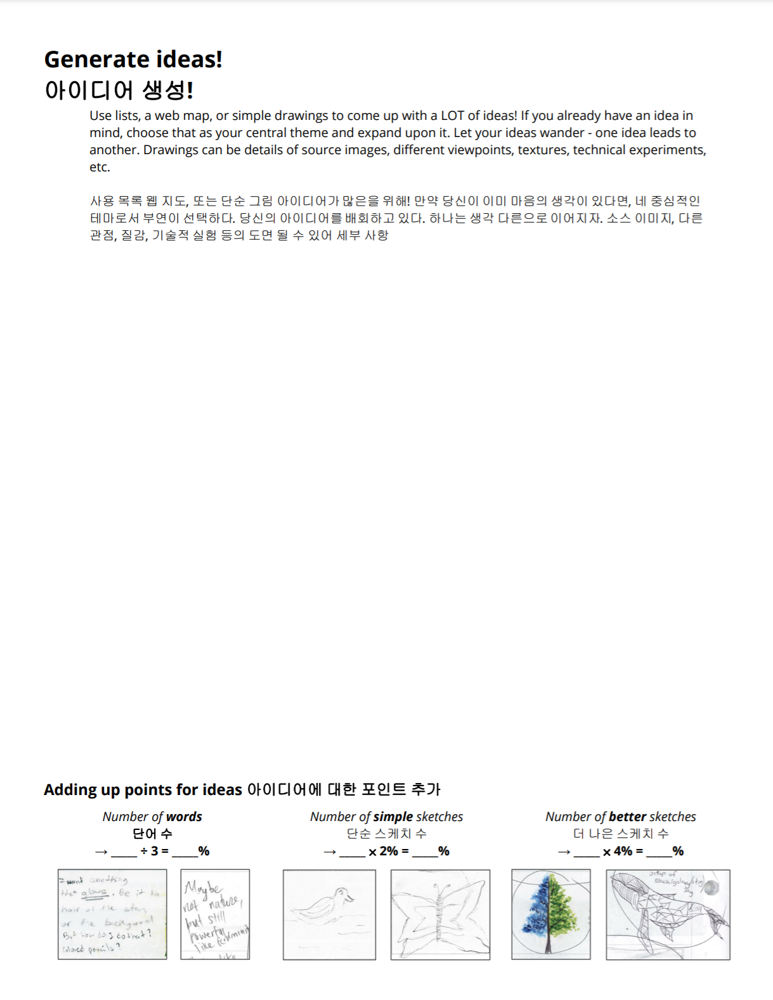 Generate ideas!
아이디어 생성!
Use lists, a web map, or simple drawings to come up with a LOT of ideas! If you already have an idea in
mind, choose that as your central theme and expand upon it. Let your ideas wander - one idea leads to
another. Drawings can be details of source images, different viewpoints, textures, technical experiments,
etc.
사용 목록 웹 지도, 또는 단순 그림 아이디어가 많은을 위해! 만약 당신이 이미 마음의 생각이 있다면, 네 중심적인
테마로서 부연이 선택하다. 당신의 아이디어를 배회하고 있다. 하나는 생각 다른으로 이어지자. 소스 이미지, 다른
관점, 질감, 기술적 실험 등의 도면 될 수 있어 세부 사항
Adding up points for ideas 아이디어에 대한 포인트 추가
Number of words
단어 수
→ _____ ÷ 3 = _____%
Number of simple sketches
단순 스케치 수
→ _____ × 2% = _____%
Number of better sketches
더 나은 스케치 수
→ _____ × 4% = _____%
I want
that glows. Be it the
hair of the
or the background
But how do I do that?
Colored pencils?
Maybe
not nature,
but still
powerful
like
like
of